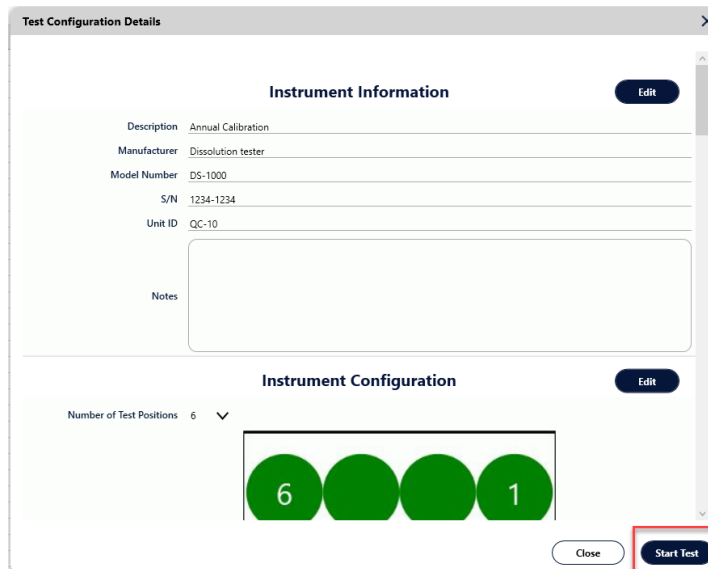 Test Configuration Details
Instrument Information
Edit
Description Annual Calibration
Manufacturer Dissolution tester
Model Number DS-1000
S/N 1234-1234
Unit ID QC-10
Notes
Instrument Configuration
Edit
Number of Test Positions 6
6 1
Close Start Test